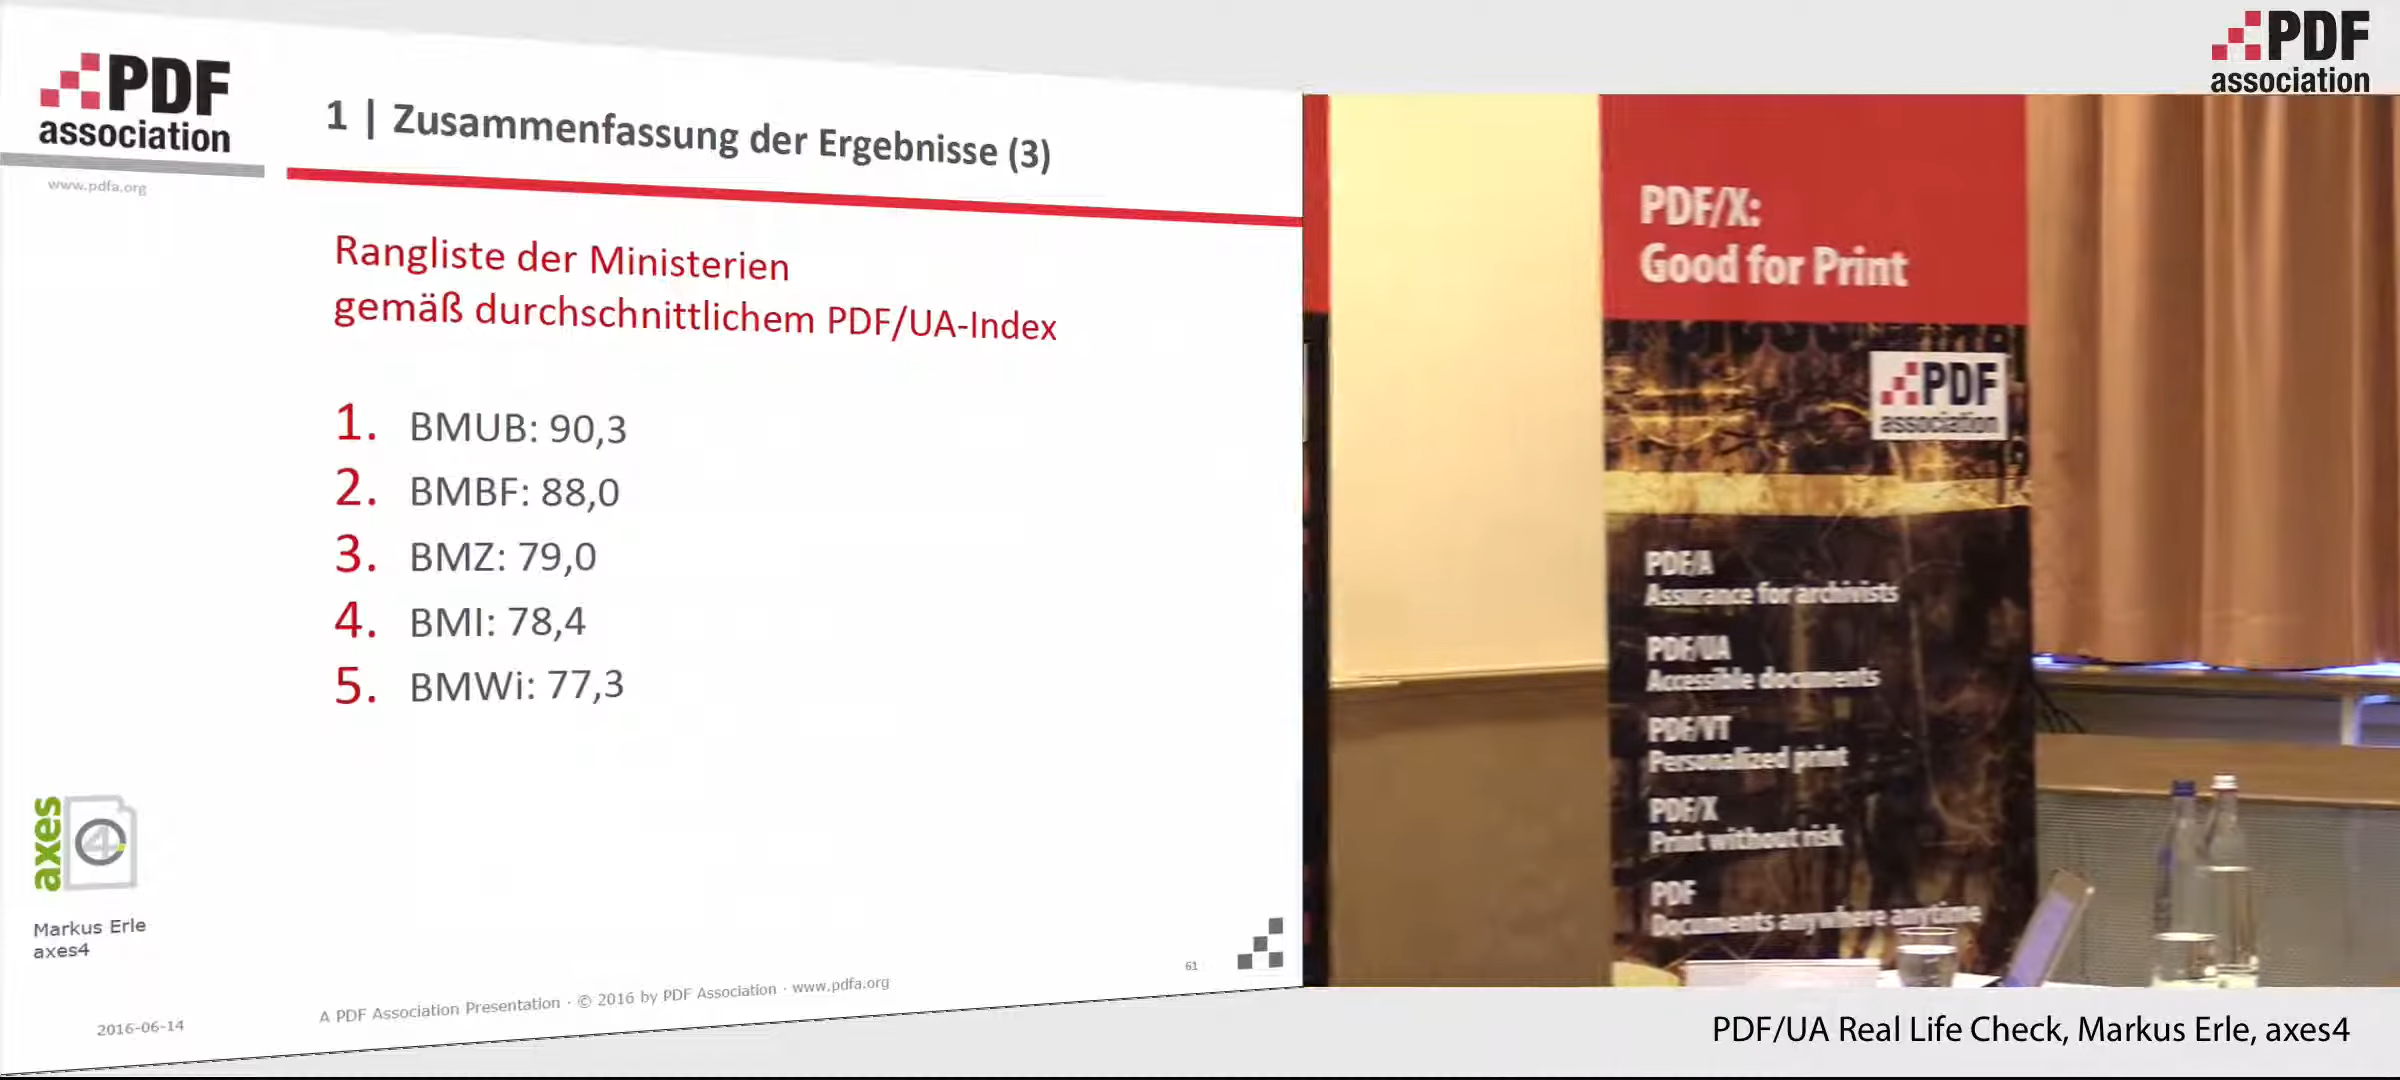 PDF
association
www.pdfa.org
1 | Zusammenfassung der Ergebnisse (3)
Rangliste der Ministerien
gemäß durchschnittlichem PDF/UA-Index
1. BMUB: 90,3
2. BMBF: 88,0
3. BMZ: 79,0
4. BMI: 78,4
5. BMWi: 77,3
axes
4
Markus Erle
axes4
2016-06-14
A PDF Association Presentation · © 2016 by PDF Association · www.pdfa.org
61
PDF
association
PDF/X:
Good for Print
PDF
association
PDF/A
Assurance for archivists
PDF/UA
Accessible documents
PDF/VT
Personalized print
PDF/X
Print without risk
PDF
Documents anywhere anytime
PDF/UA Real Life Check, Markus Erle, axes4